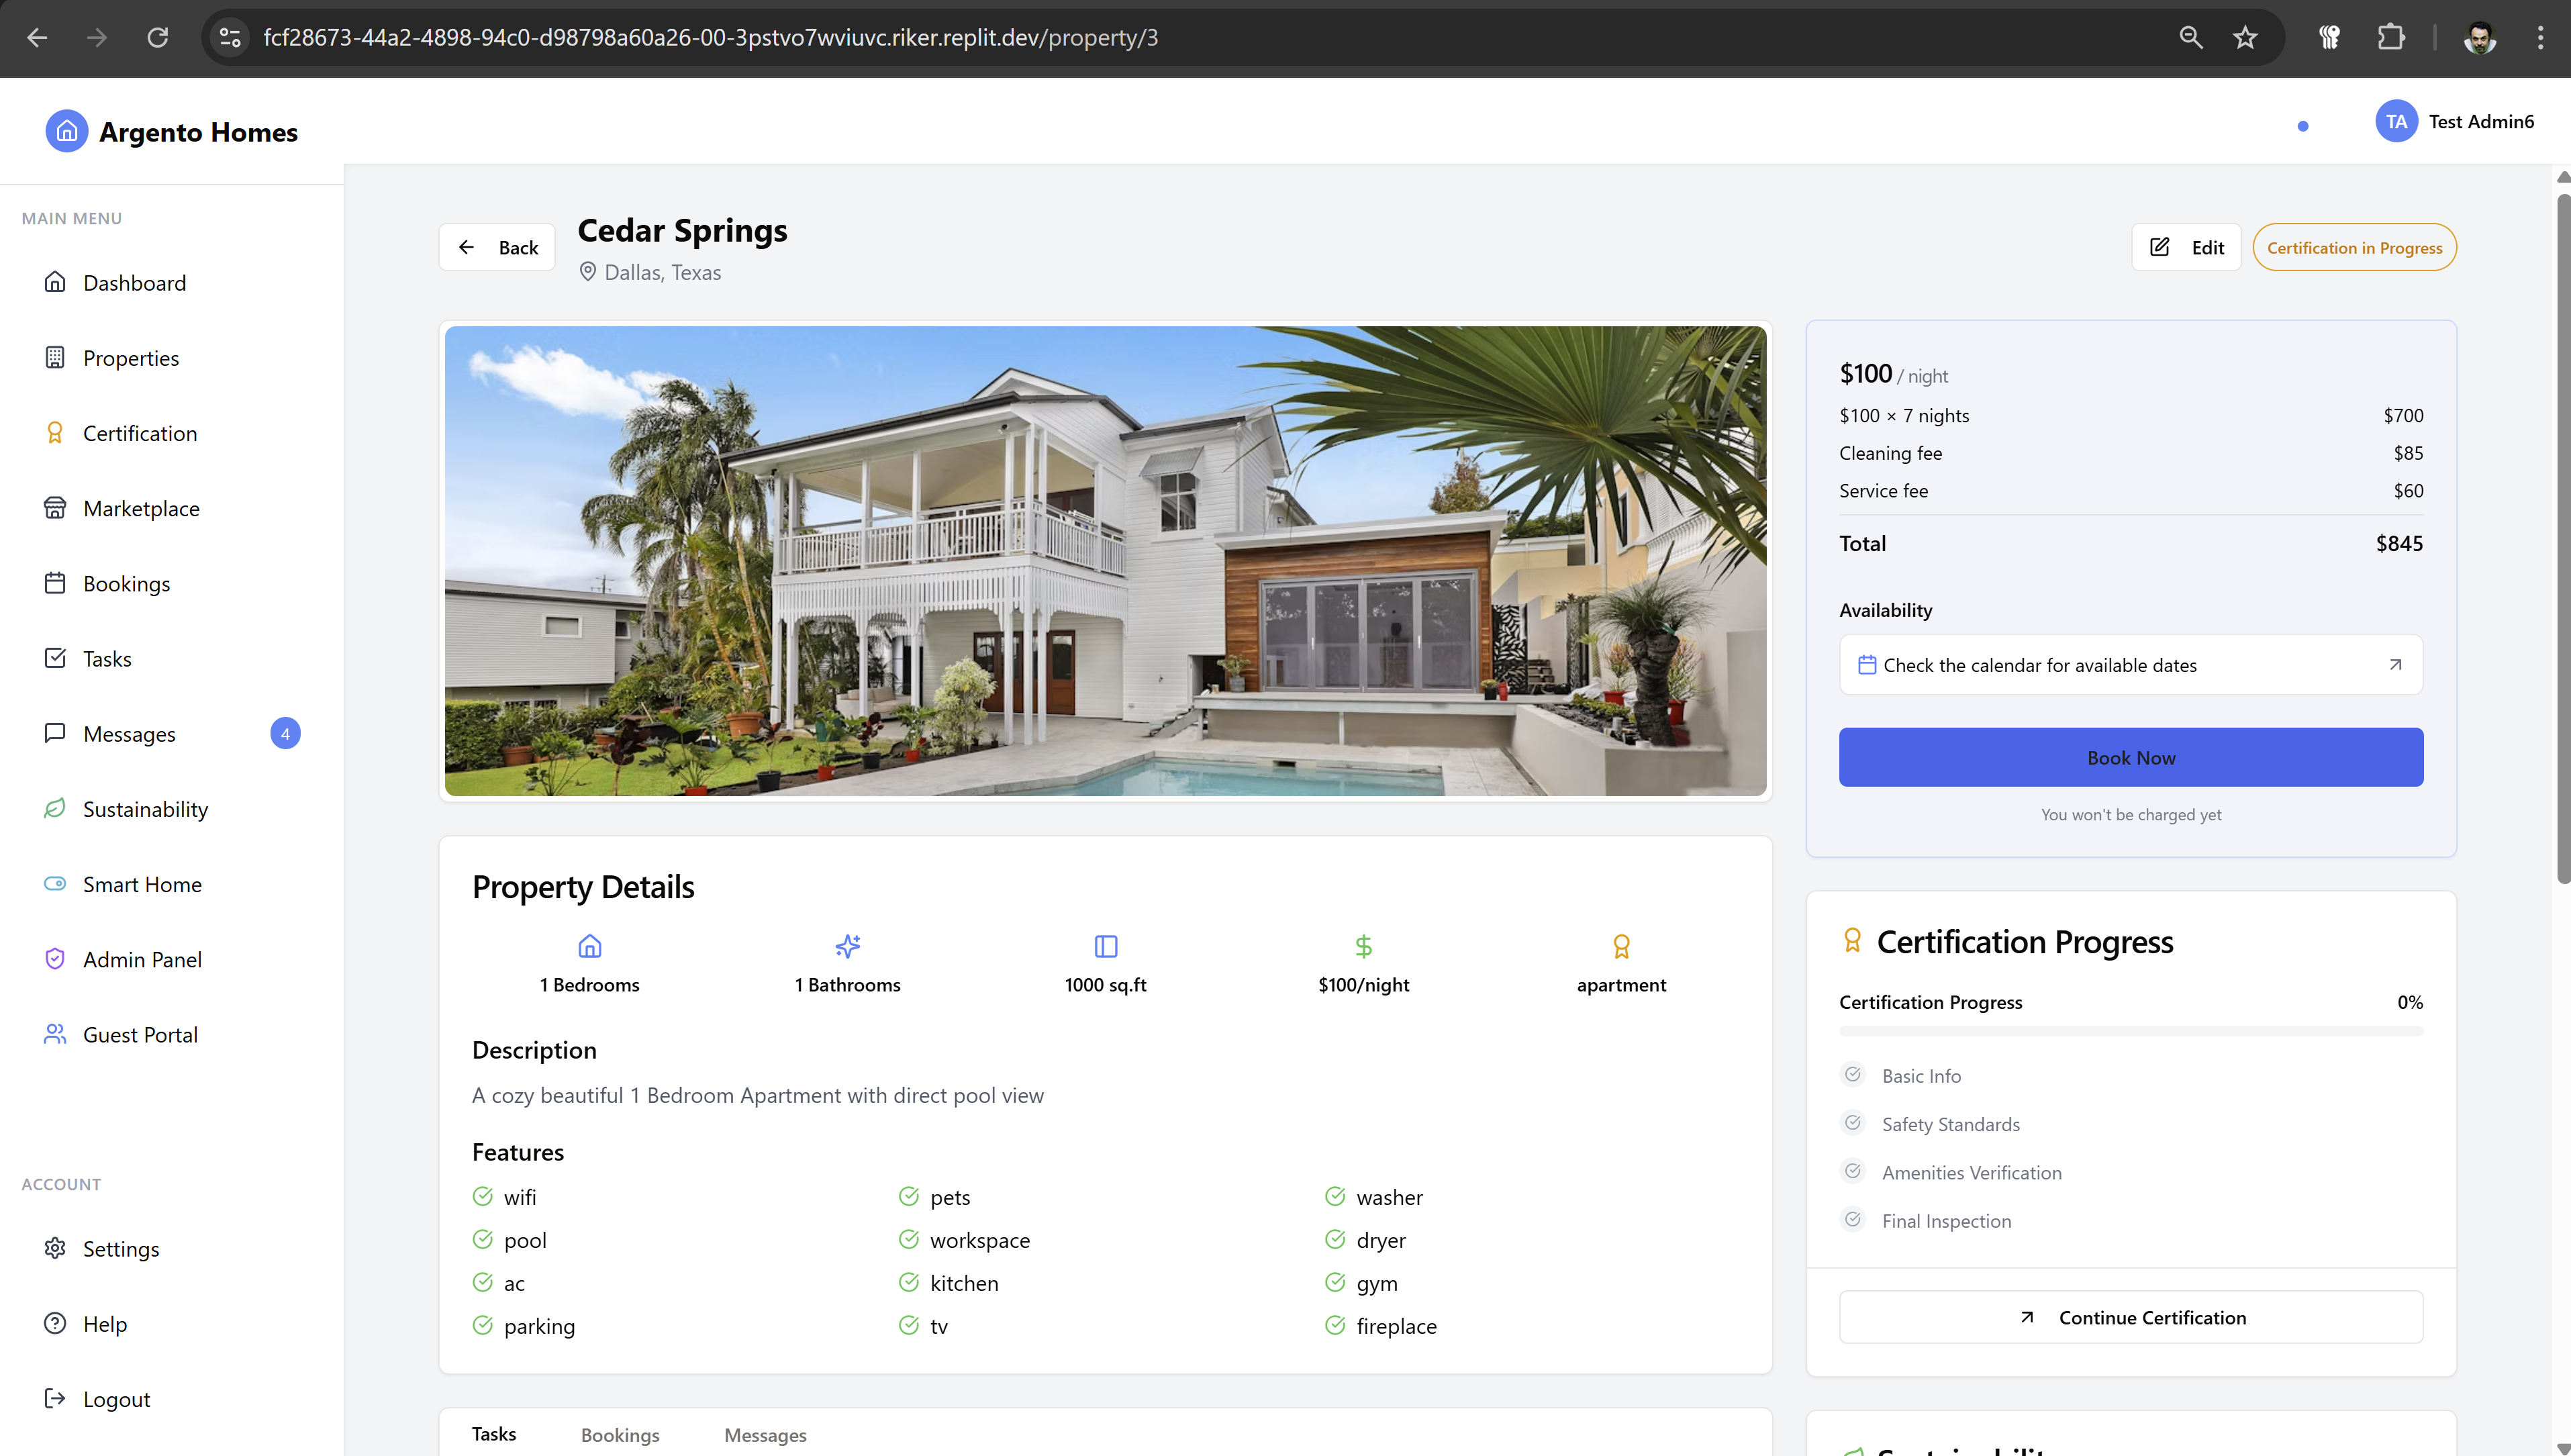 fcf28673-44a2-4898-94c0-d98798a60a26-00-3pstvo7wviuvc.riker.replit.dev/property/3
Argento Homes
TA Test Admin6
MAIN MENU
Dashboard
Properties
Certification
Marketplace
Bookings
Tasks
Messages 4
Sustainability
Smart Home
Admin Panel
Guest Portal
ACCOUNT
Settings
Help
Logout
Back
Cedar Springs
Dallas, Texas
Edit
Certification in Progress
Property Details
1 Bedrooms
1 Bathrooms
1000 sq.ft
$100/night
apartment
Description
A cozy beautiful 1 Bedroom Apartment with direct pool view
Features
wifi pets washer
pool workspace dryer
ac kitchen gym
parking tv fireplace
Tasks Bookings Messages
$100 / night
$100 × 7 nights $700
Cleaning fee $85
Service fee $60
Total $845
Availability
Check the calendar for available dates
Book Now
You won't be charged yet
Certification Progress
Certification Progress 0%
Basic Info
Safety Standards
Amenities Verification
Final Inspection
Continue Certification